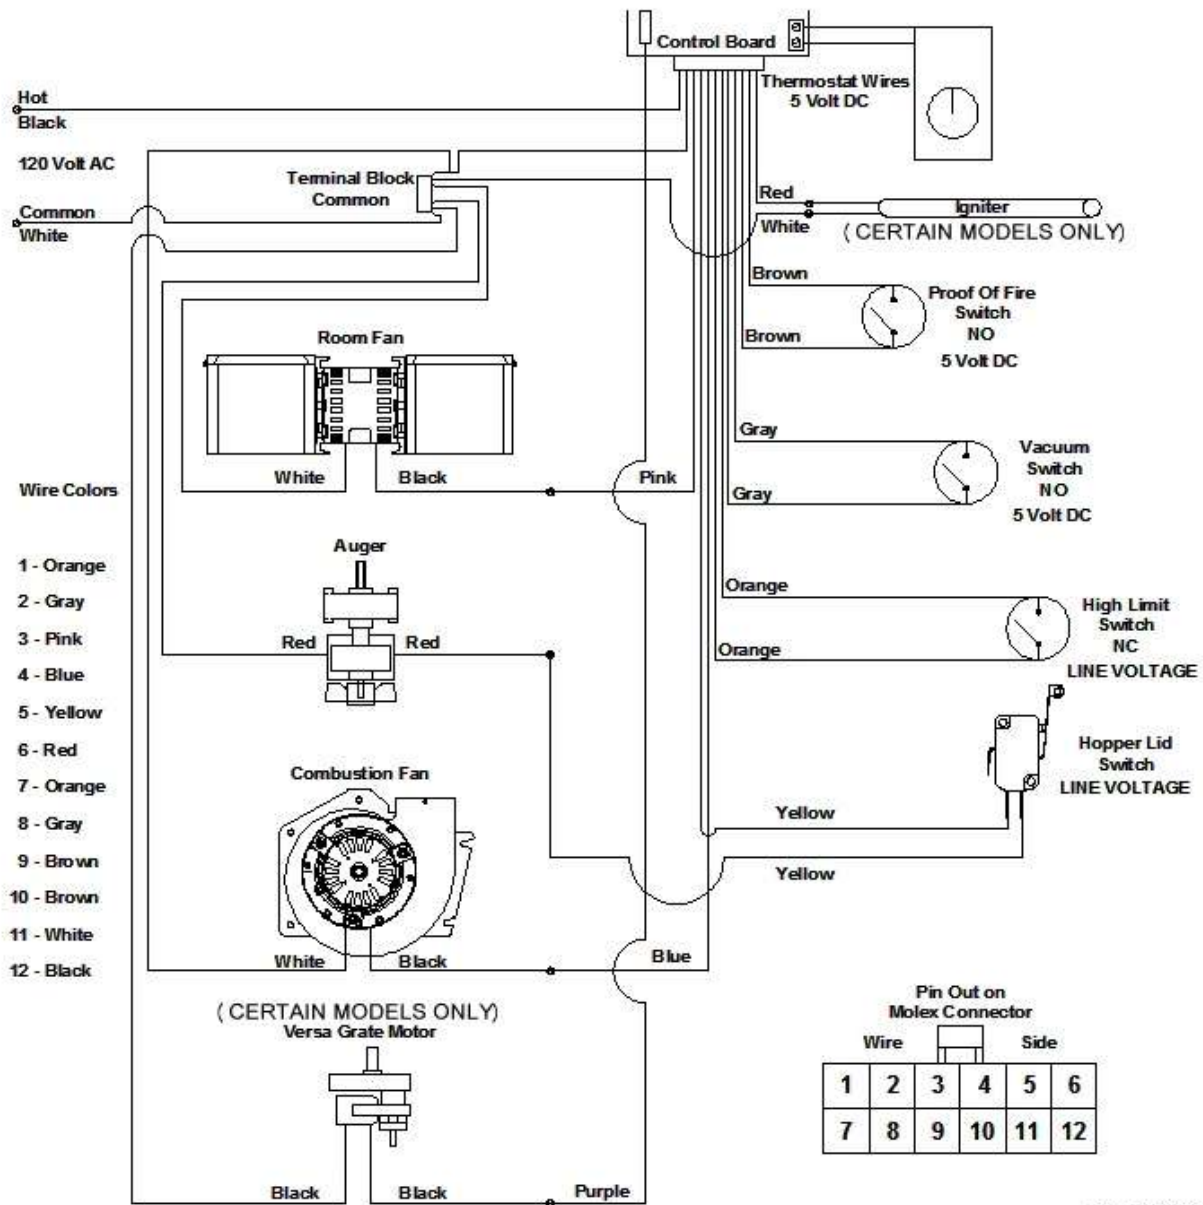 Control Board
Thermostat Wires
5 Volt DC
Hot
Black
120 Volt AC
Terminal Block
Common
Common
White
Red
White
Igniter
( CERTAIN MODELS ONLY)
Brown
Brown
Proof Of Fire
Switch
NO
5 Volt DC
Room Fan
White
Black
Pink
Gray
Gray
Vacuum
Switch
NO
5 Volt DC
Wire Colors
1 - Orange
2 - Gray
3 - Pink
4 - Blue
5 - Yellow
6 - Red
7 - Orange
8 - Gray
9 - Brown
10 - Brown
11 - White
12 - Black
Auger
Red
Red
Orange
Orange
High Limit
Switch
NC
LINE VOLTAGE
Hopper Lid
Switch
LINE VOLTAGE
Yellow
Yellow
Combustion Fan
White
Black
Blue
( CERTAIN MODELS ONLY)
Versa Grate Motor
Black
Black
Purple
Pin Out on
Molex Connector
Wire Side
1 2 3 4 5 6
7 8 9 10 11 12